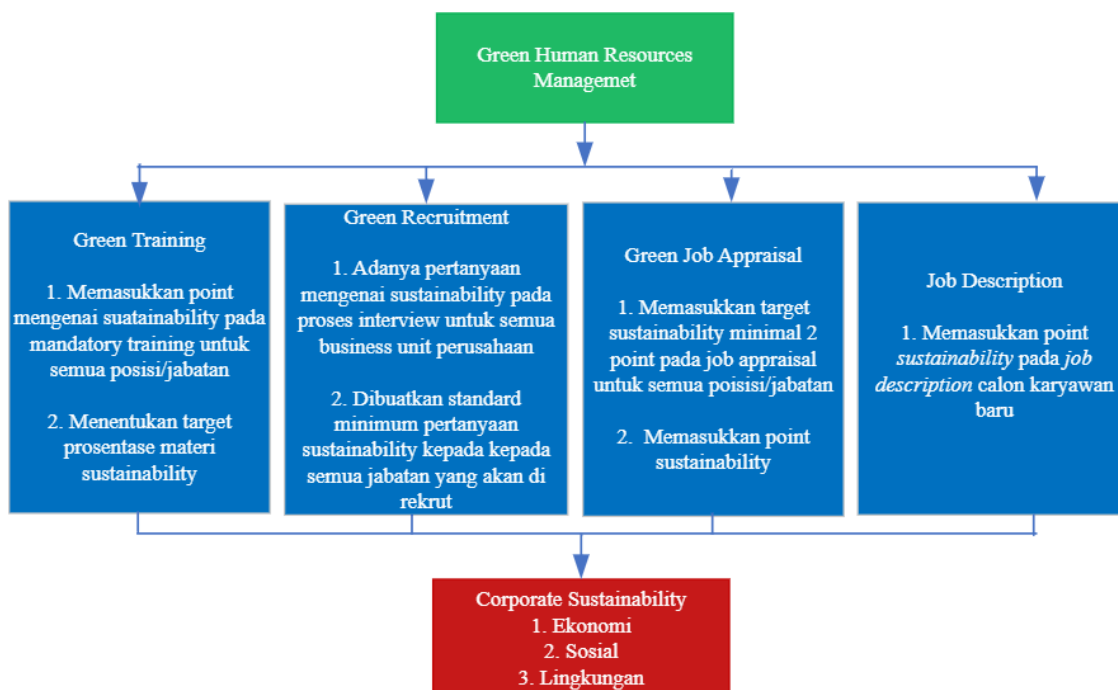 Green Human Resources
Managemet
Green Training
1. Memasukkan point
mengenai suatainability pada
mandatory training untuk
semua posisi/jabatan
2. Menentukan target
prosentase materi
sustainability
Green Recruitment
1. Adanya pertanyaan
mengenai sustainability pada
proses interview untuk semua
business unit perusahaan
2. Dibuatkan standard
minimum pertanyaan
sustainability kepada kepada
semua jabatan yang akan di
rekrut
Green Job Appraisal
1. Memasukkan target
sustainability minimal 2
point pada job appraisal
untuk semua poisisi/jabatan
2. Memasukkan point
sustainability
Job Description
1. Memasukkan point
sustainability pada job
description calon karyawan
baru
Corporate Sustainability
1. Ekonomi
2. Sosial
3. Lingkungan